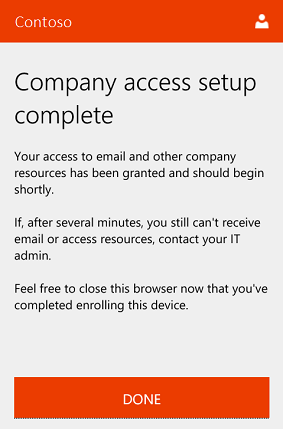 Contoso
Company access setup
complete
Your access to email and other company
resources has been granted and should begin
shortly.
If, after several minutes, you still can't receive
email or access resources, contact your IT
admin.
Feel free to close this browser now that you've
completed enrolling this device.
DONE